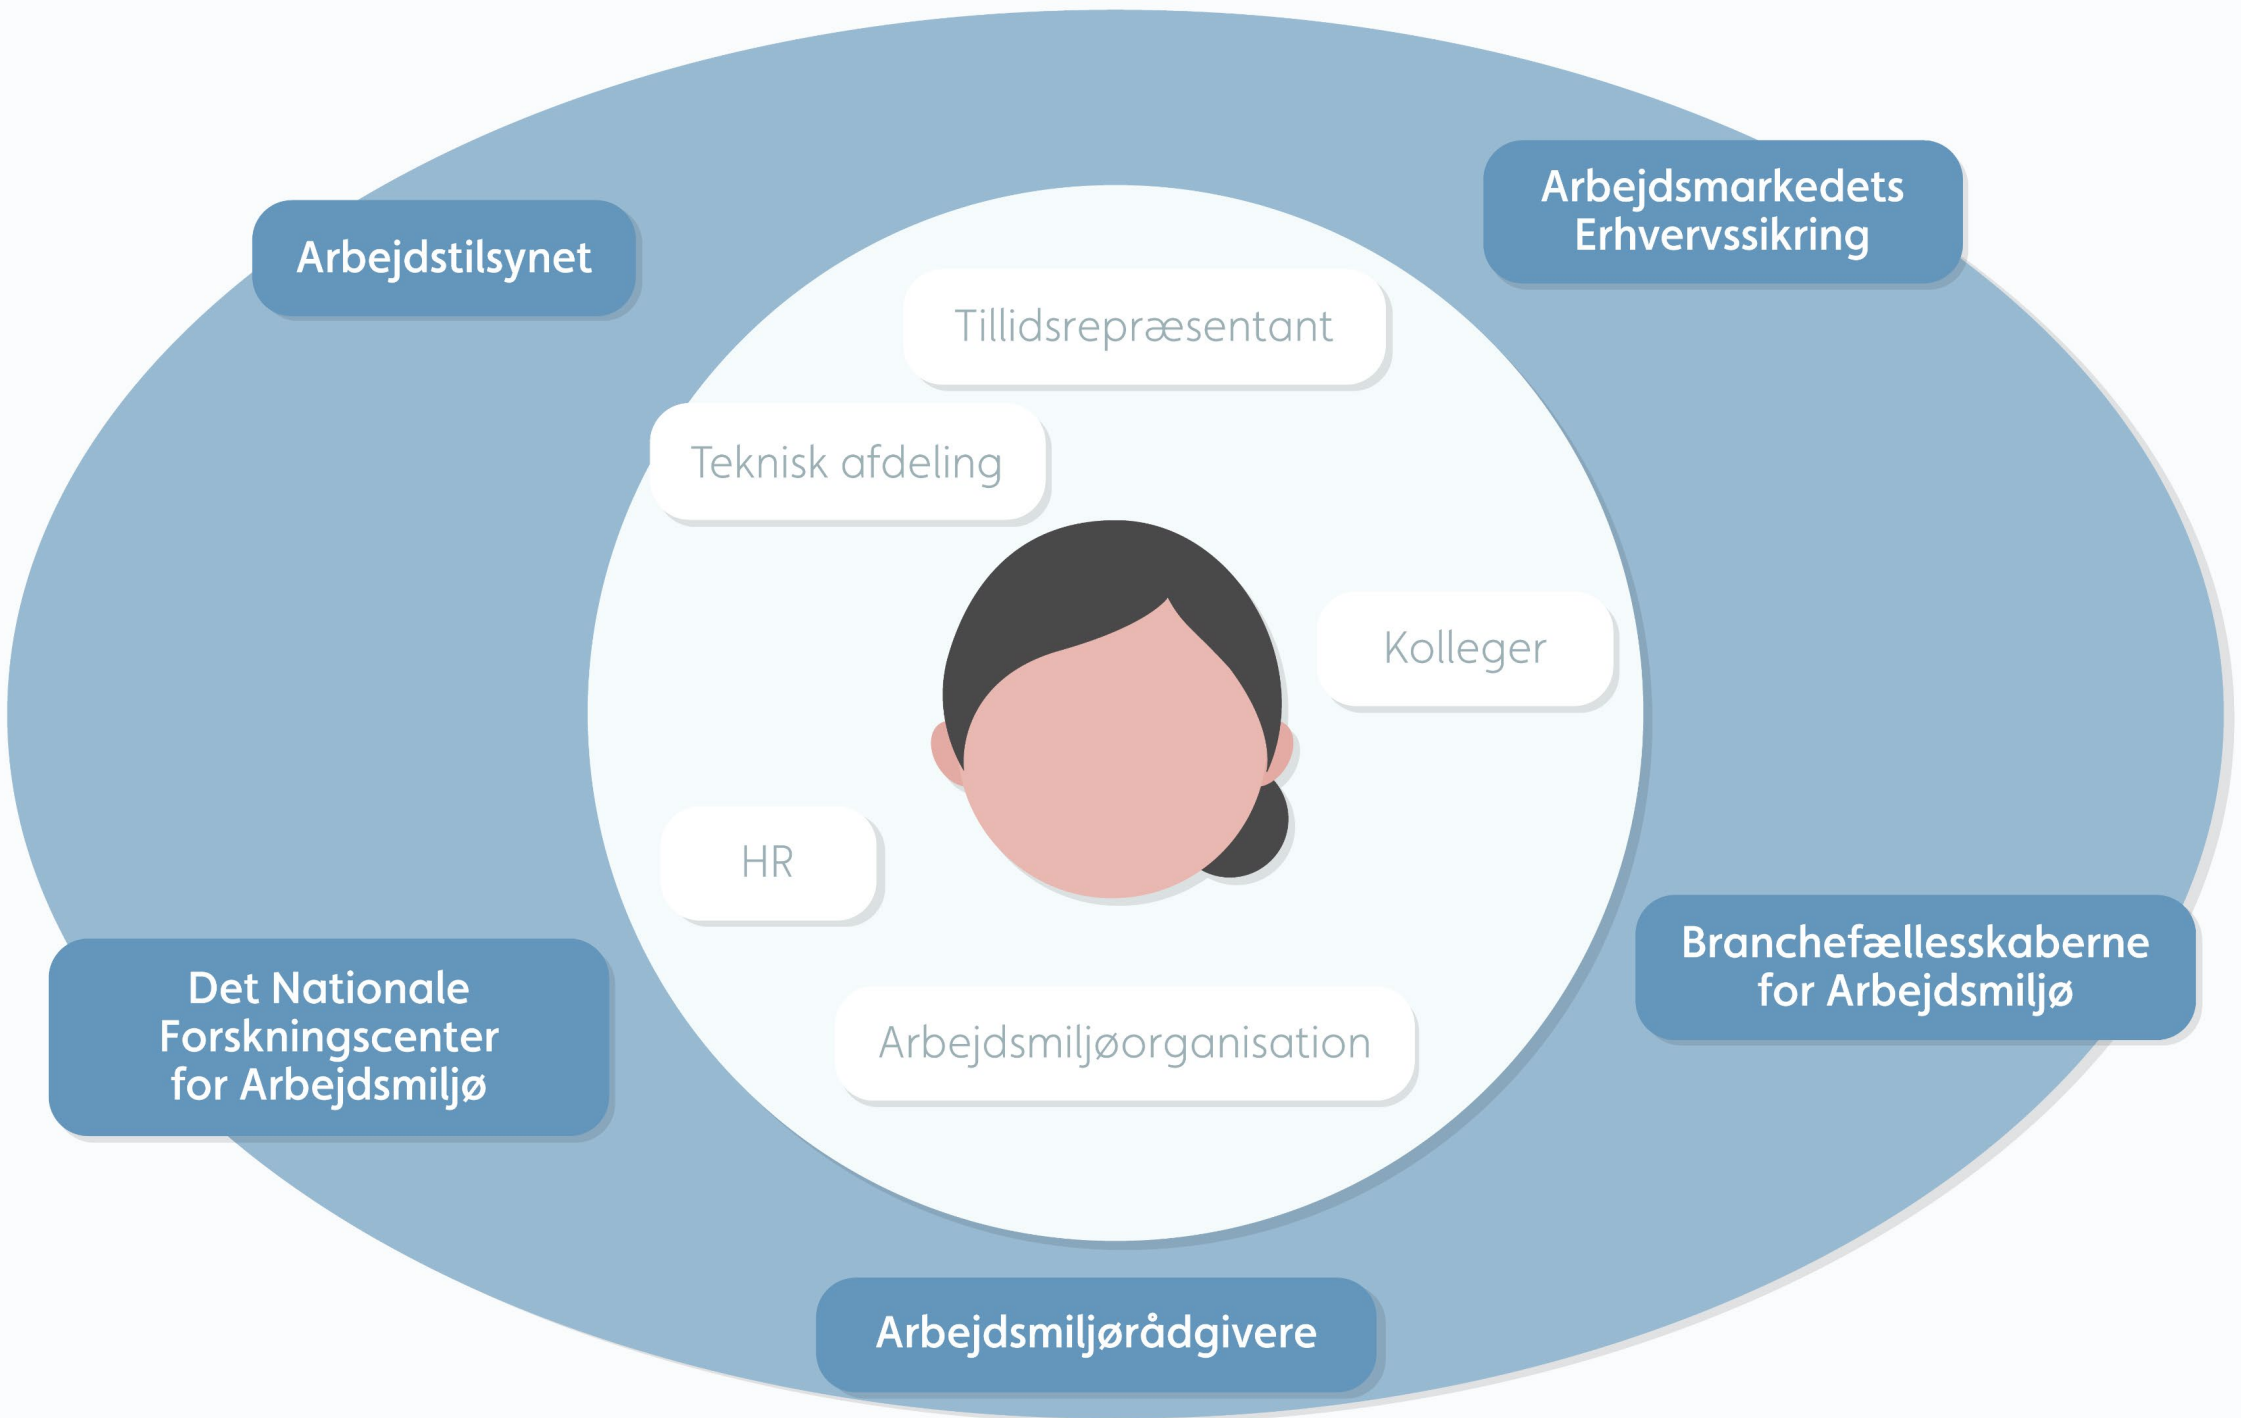 Arbejdsmarkedets
Erhvervssikring
Arbejdstilsynet
Tillidsrepræsentant
Teknisk afdeling
Kolleger
HR
Branchefællesskaberne
for Arbejdsmiljø
Det Nationale
Forskningscenter
for Arbejdsmiljø
Arbejdsmiljøorganisation
Arbejdsmiljørådgivere